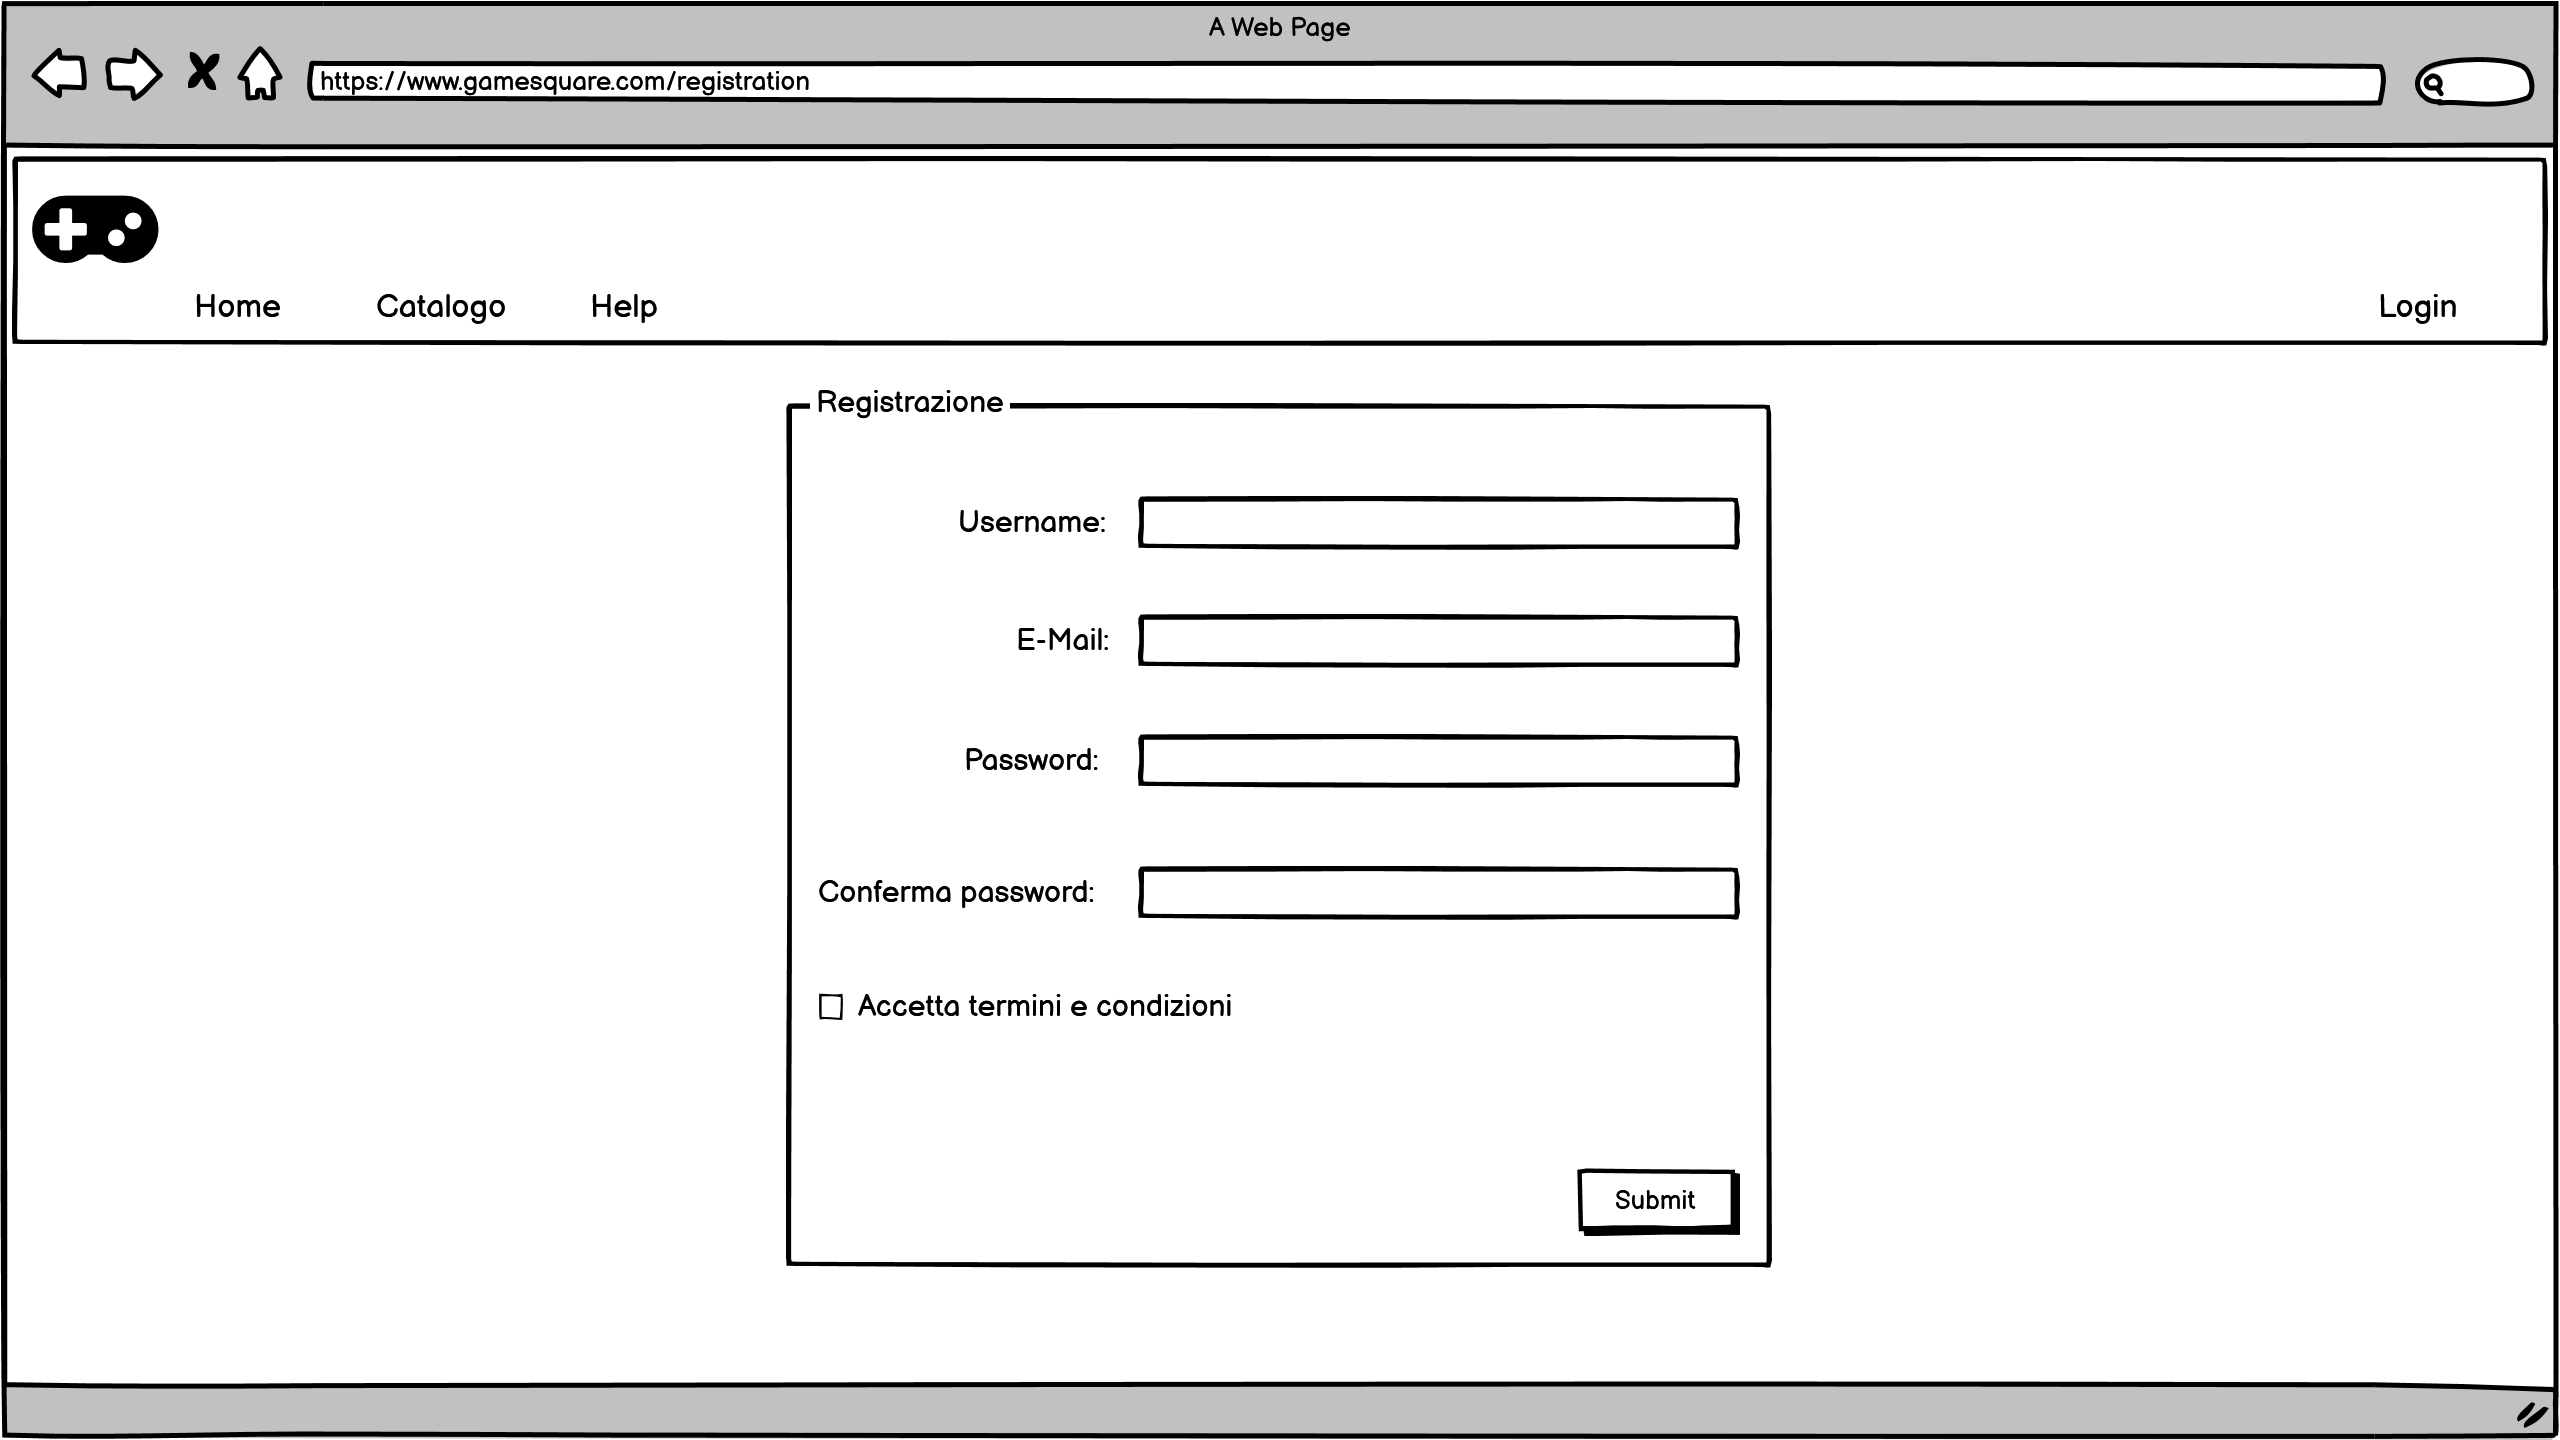 A Web Page
https://www.gamesquare.com/registration
Home Catalogo Help Login
Registrazione
Username:
E-Mail:
Password:
Conferma password:
Accetta termini e condizioni
Submit